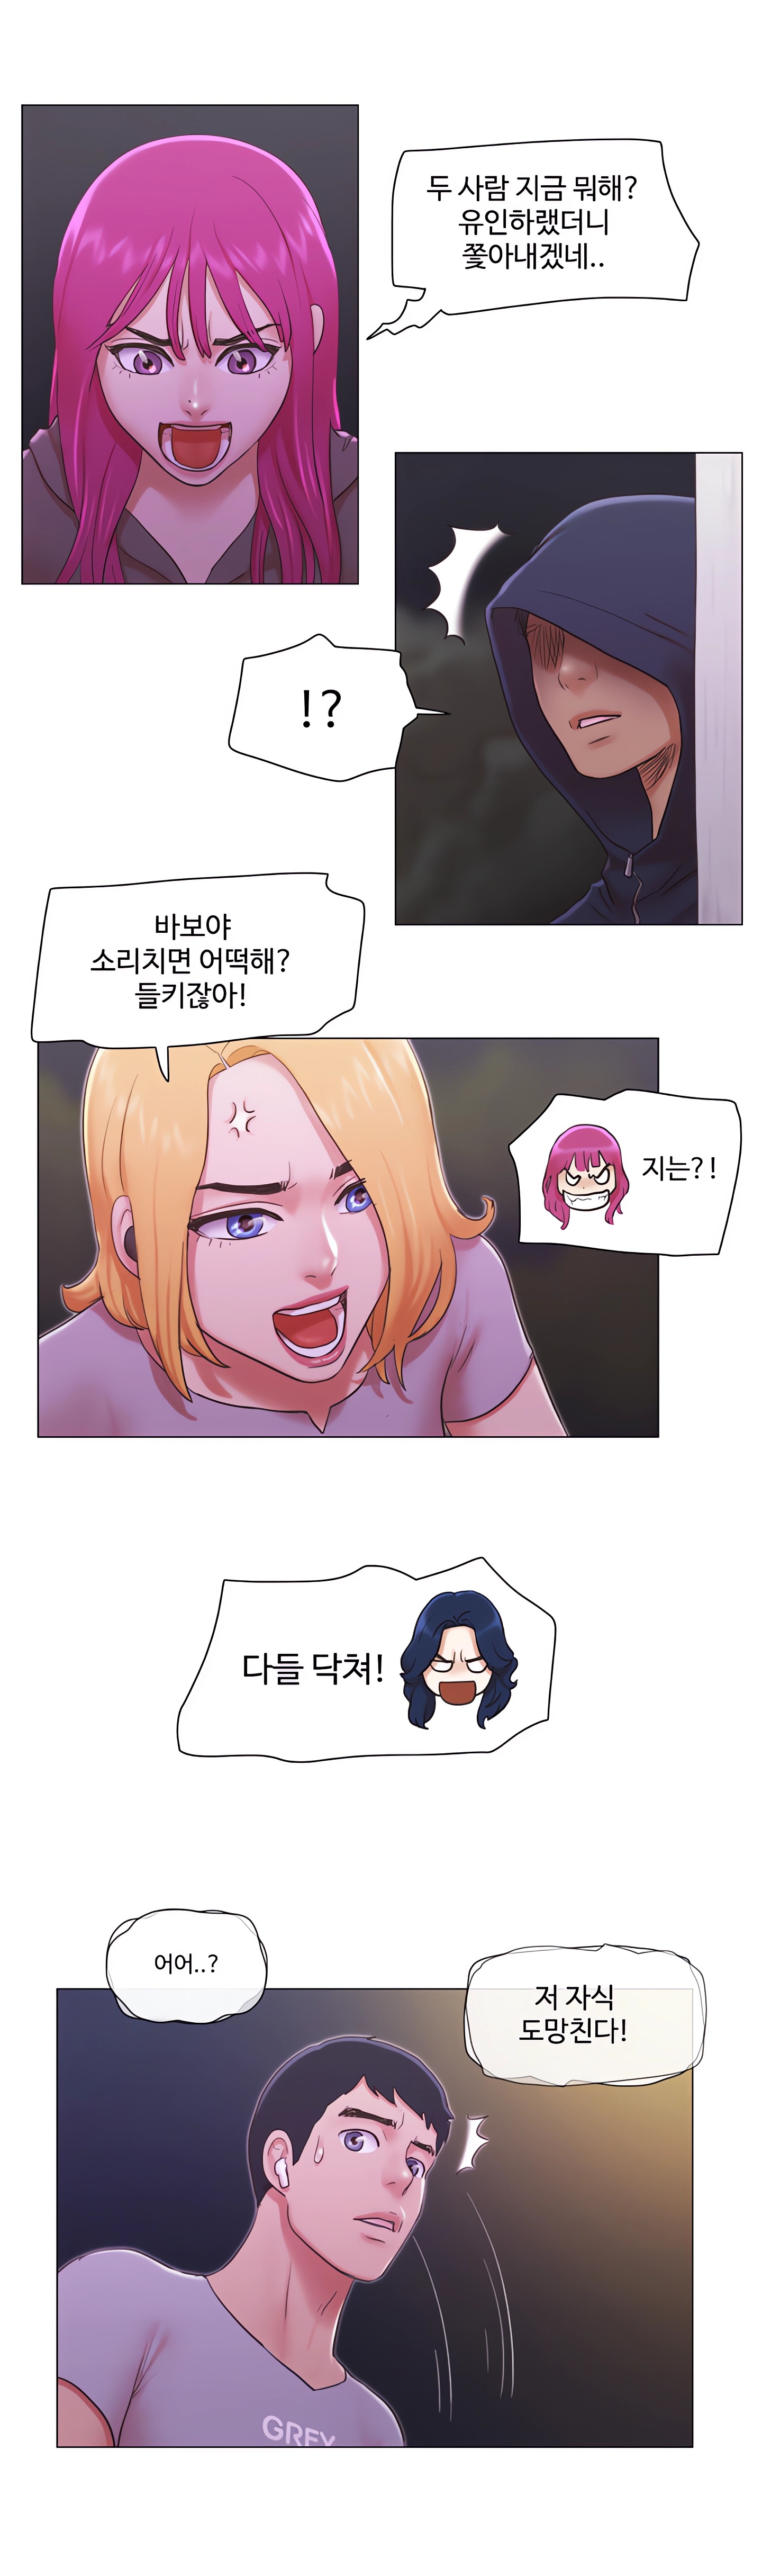 두 사람 지금 뭐해?
유인하랬더니
쫓아내겠네..
!?
바보야
소리치면 어떡해?
들키잖아!
지는?!
다들 닥쳐!
어어..?
저 자식
도망친다!
GREY